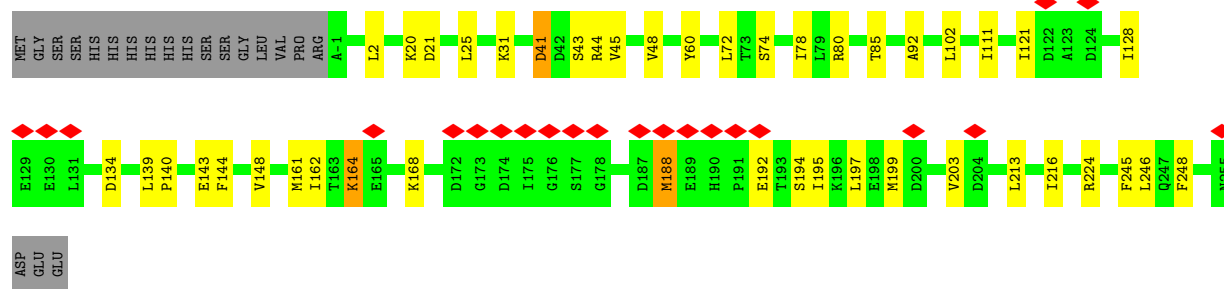 MET GLY SER SER HIS HIS HIS HIS HIS HIS SER SER GLY LEU VAL PRO ARG A-1 L2 K20 D21 L25 K31 D41 D42 S43 R44 V45 V48 Y60 L72 T73 S74 I78 L79 R80 T85 A92 L102 I111 I121 D122 A123 D124 I128
E129 E130 L131 D134 L139 P140 E143 F144 V148 M161 I162 T163 K164 E165 K168 D172 G173 D174 I175 G176 S177 G178 D187 M188 E189 H190 P191 E192 T193 S194 I195 K196 L197 E198 M199 D200 V203 D204 L213 I216 R224 F245 L246 Q247 F248
ASP GLU GLU